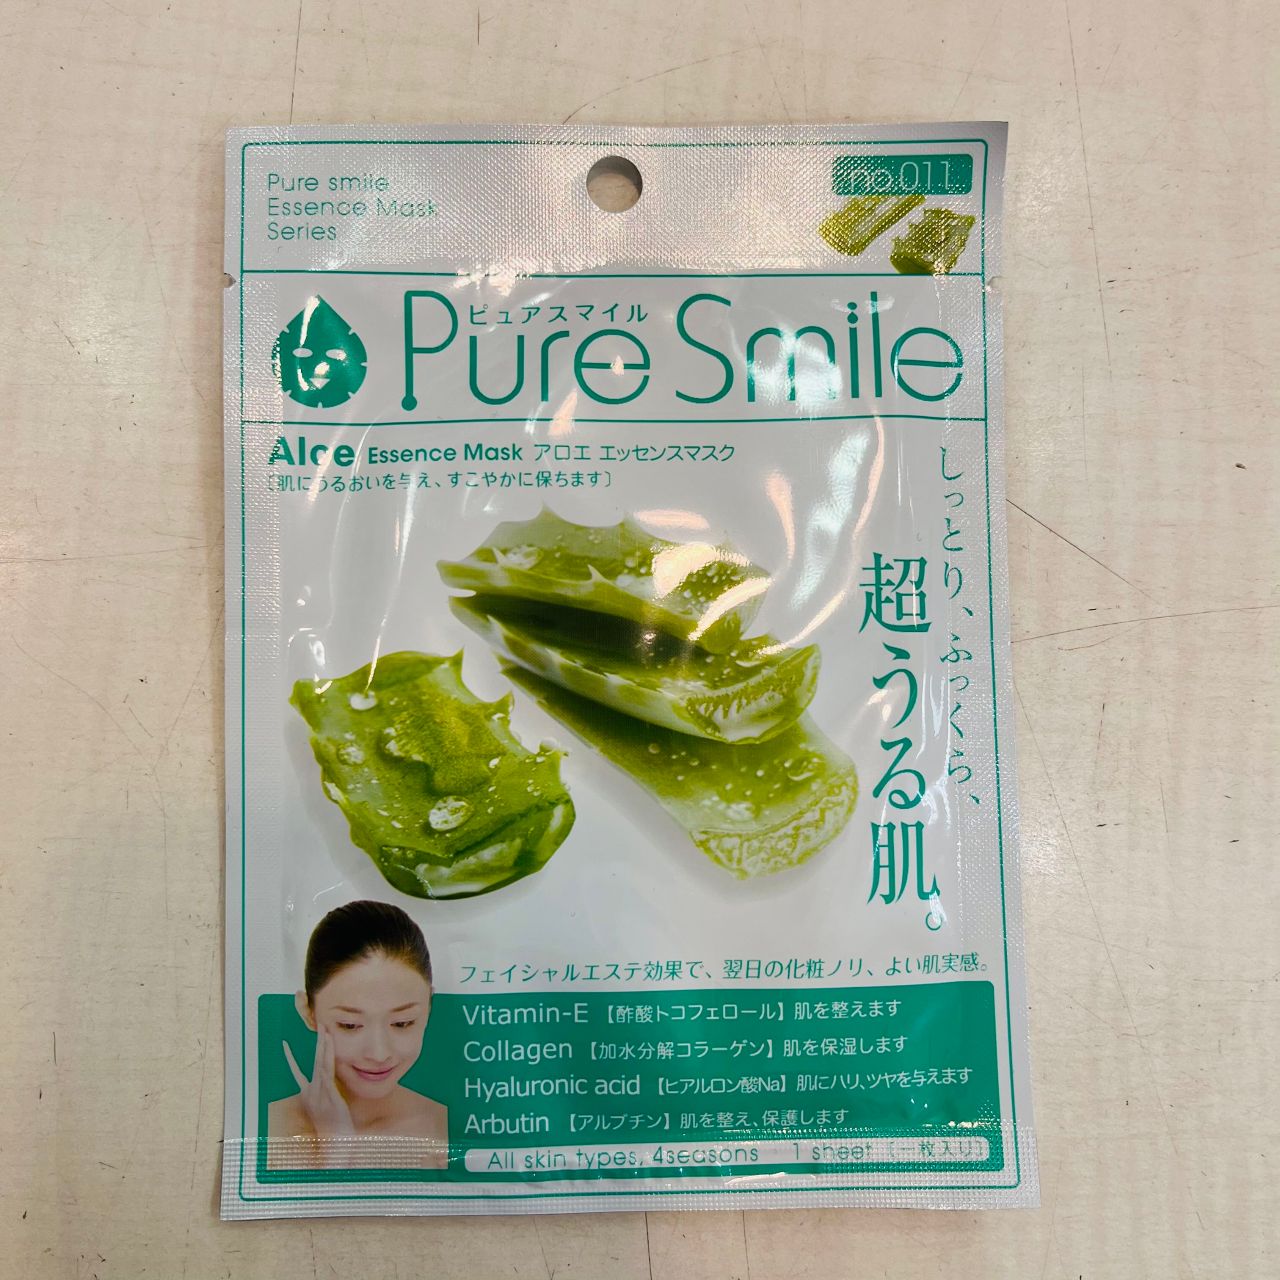 Pure smile
Essence Mask
Series
no.011
ピュアスマイル
Pure Smile
Aloe Essence Mask アロエ エッセンスマスク
〔肌にうるおいを与え、すこやかに保ちます〕
しっとり、ふっくら、
超うる肌。
フェイシャルエステ効果で、翌日の化粧ノリ、よい肌実感。
Vitamin-E 【酢酸トコフェロール】肌を整えます
Collagen 【加水分解コラーゲン】肌を保湿します
Hyaluronic acid 【ヒアルロン酸Na】肌にハリ、ツヤを与えます
Arbutin 【アルブチン】肌を整え、保護します
All skin types, 4seasons 1 sheet［一枚入り］